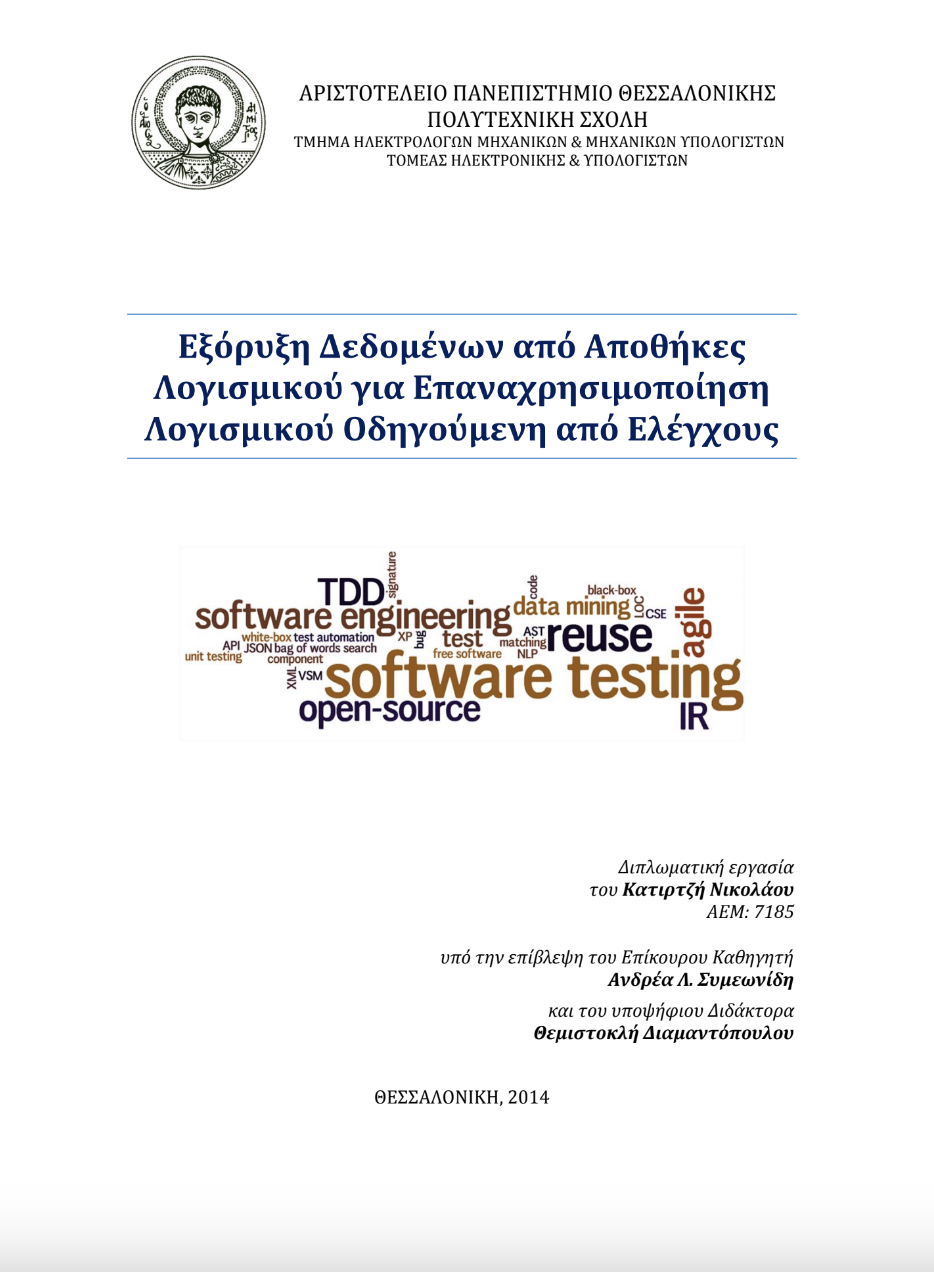 ΑΡΙΣΤΟΤΕΛΕΙΟ ΠΑΝΕΠΙΣΤΗΜΙΟ ΘΕΣΣΑΛΟΝΙΚΗΣ
ΠΟΛΥΤΕΧΝΙΚΗ ΣΧΟΛΗ
ΤΜΗΜΑ ΗΛΕΚΤΡΟΛΟΓΩΝ ΜΗΧΑΝΙΚΩΝ & ΜΗΧΑΝΙΚΩΝ ΥΠΟΛΟΓΙΣΤΩΝ
ΤΟΜΕΑΣ ΗΛΕΚΤΡΟΝΙΚΗΣ & ΥΠΟΛΟΓΙΣΤΩΝ
Εξόρυξη Δεδομένων από Αποθήκες
Λογισμικού για Επαναχρησιμοποίηση
Λογισμικού Οδηγούμενη από Ελέγχους
TDD
signature
code
black-box
software engineering
data mining
LOC
CSE
agile
white-box
test automation
XP
bug
test
AST
reuse
API
JSON
bag of words
search
matching
unit testing
component
free software
NLP
XML
VSM
software testing
open-source
IR
Διπλωματική εργασία
του Κατιρτζή Νικολάου
ΑΕΜ: 7185
υπό την επίβλεψη του Επίκουρου Καθηγητή
Ανδρέα Λ. Συμεωνίδη
και του υποψήφιου Διδάκτορα
Θεμιστοκλή Διαμαντόπουλου
ΘΕΣΣΑΛΟΝΙΚΗ, 2014